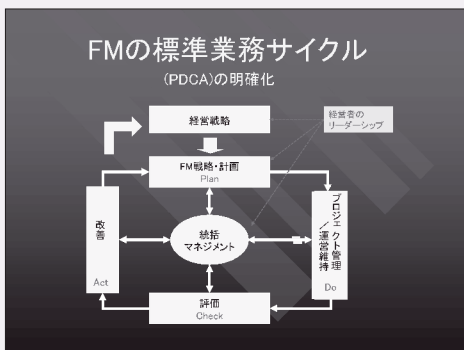 FMの標準業務サイクル
(PDCA)の明確化
経営戦略
経営者の
リーダーシップ
FM戦略・計画
Plan
改善
Act
統括
マネジメント
プロジェクト管理
／運営維持
Do
評価
Check